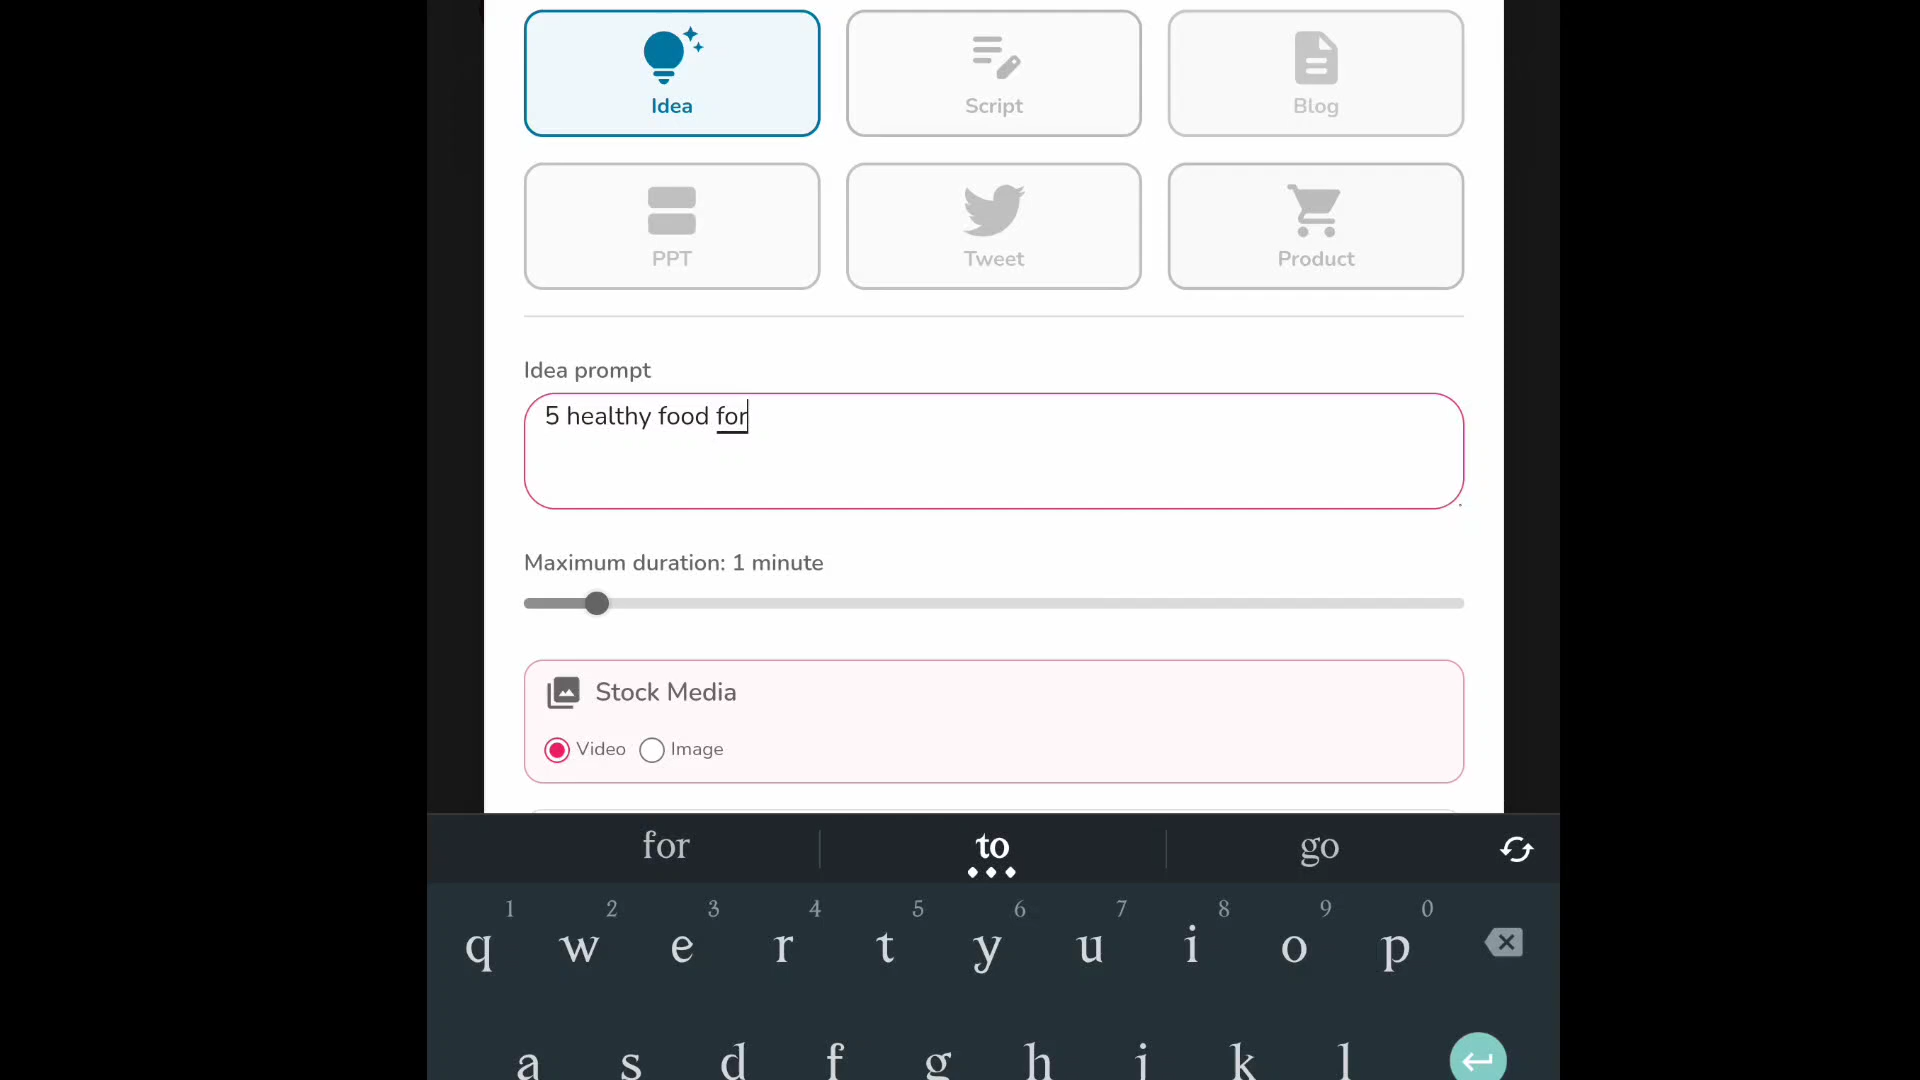 Idea
Script
Blog
PPT
Tweet
Product
Idea prompt
5 healthy food for
Maximum duration: 1 minute
Stock Media
Video
Image
for
to
go
1 2 3 4 5 6 7 8 9 0
q w e r t y u i o p
a s d f g h j k l